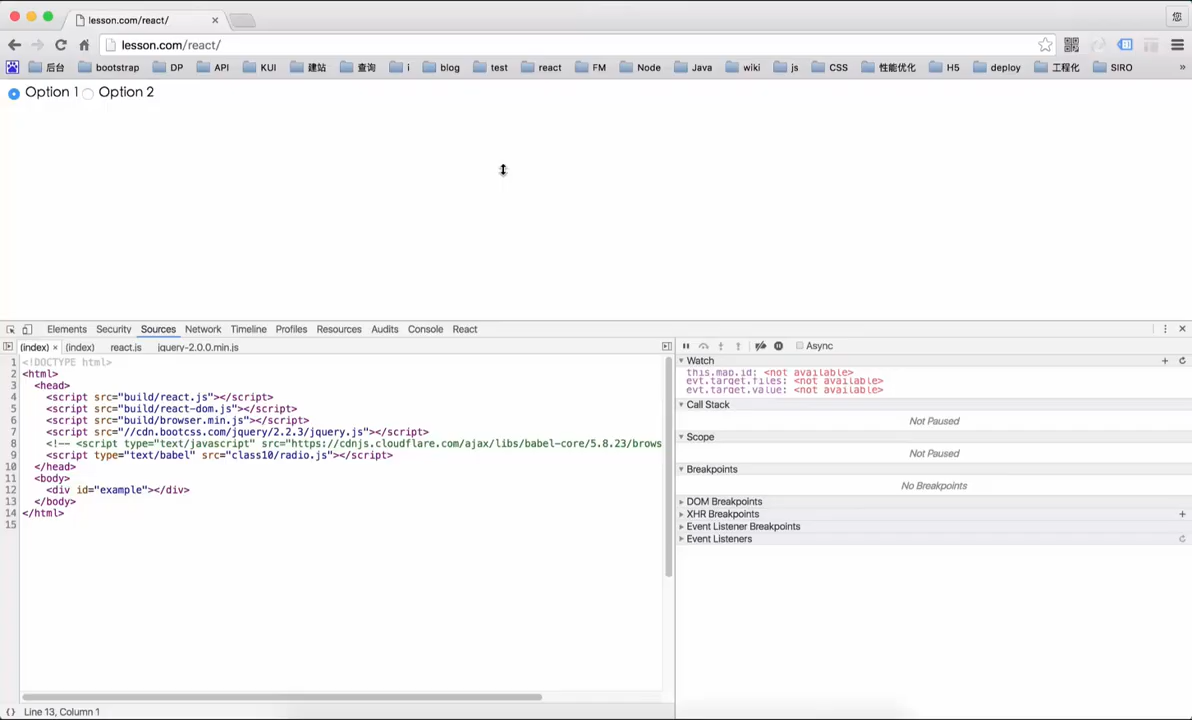 lesson.com/react/
您
lesson.com/react/
后台 bootstrap DP API KUI 建站 查询 i blog test react FM Node Java wiki js CSS 性能优化 H5 deploy 工程化 SIRO »
Option 1 Option 2
Elements Security Sources Network Timeline Profiles Resources Audits Console React
(index) × (index) react.js jquery-2.0.0.min.js
Async
1 <!DOCTYPE html>
2 <html>
3 <head>
4 <script src="build/react.js"></script>
5 <script src="build/react-dom.js"></script>
6 <script src="build/browser.min.js"></script>
7 <script src="//cdn.bootcss.com/jquery/2.2.3/jquery.js"></script>
8 <!-- <script type="text/javascript" src="https://cdnjs.cloudflare.com/ajax/libs/babel-core/5.8.23/brows
9 <script type="text/babel" src="class10/radio.js"></script>
10 </head>
11 <body>
12 <div id="example"></div>
13 </body>
14 </html>
15
Watch
this.map.id: <not available>
evt.target.files: <not available>
evt.target.value: <not available>
Call Stack
Not Paused
Scope
Not Paused
Breakpoints
No Breakpoints
DOM Breakpoints
XHR Breakpoints
Event Listener Breakpoints
Event Listeners
{} Line 13, Column 1